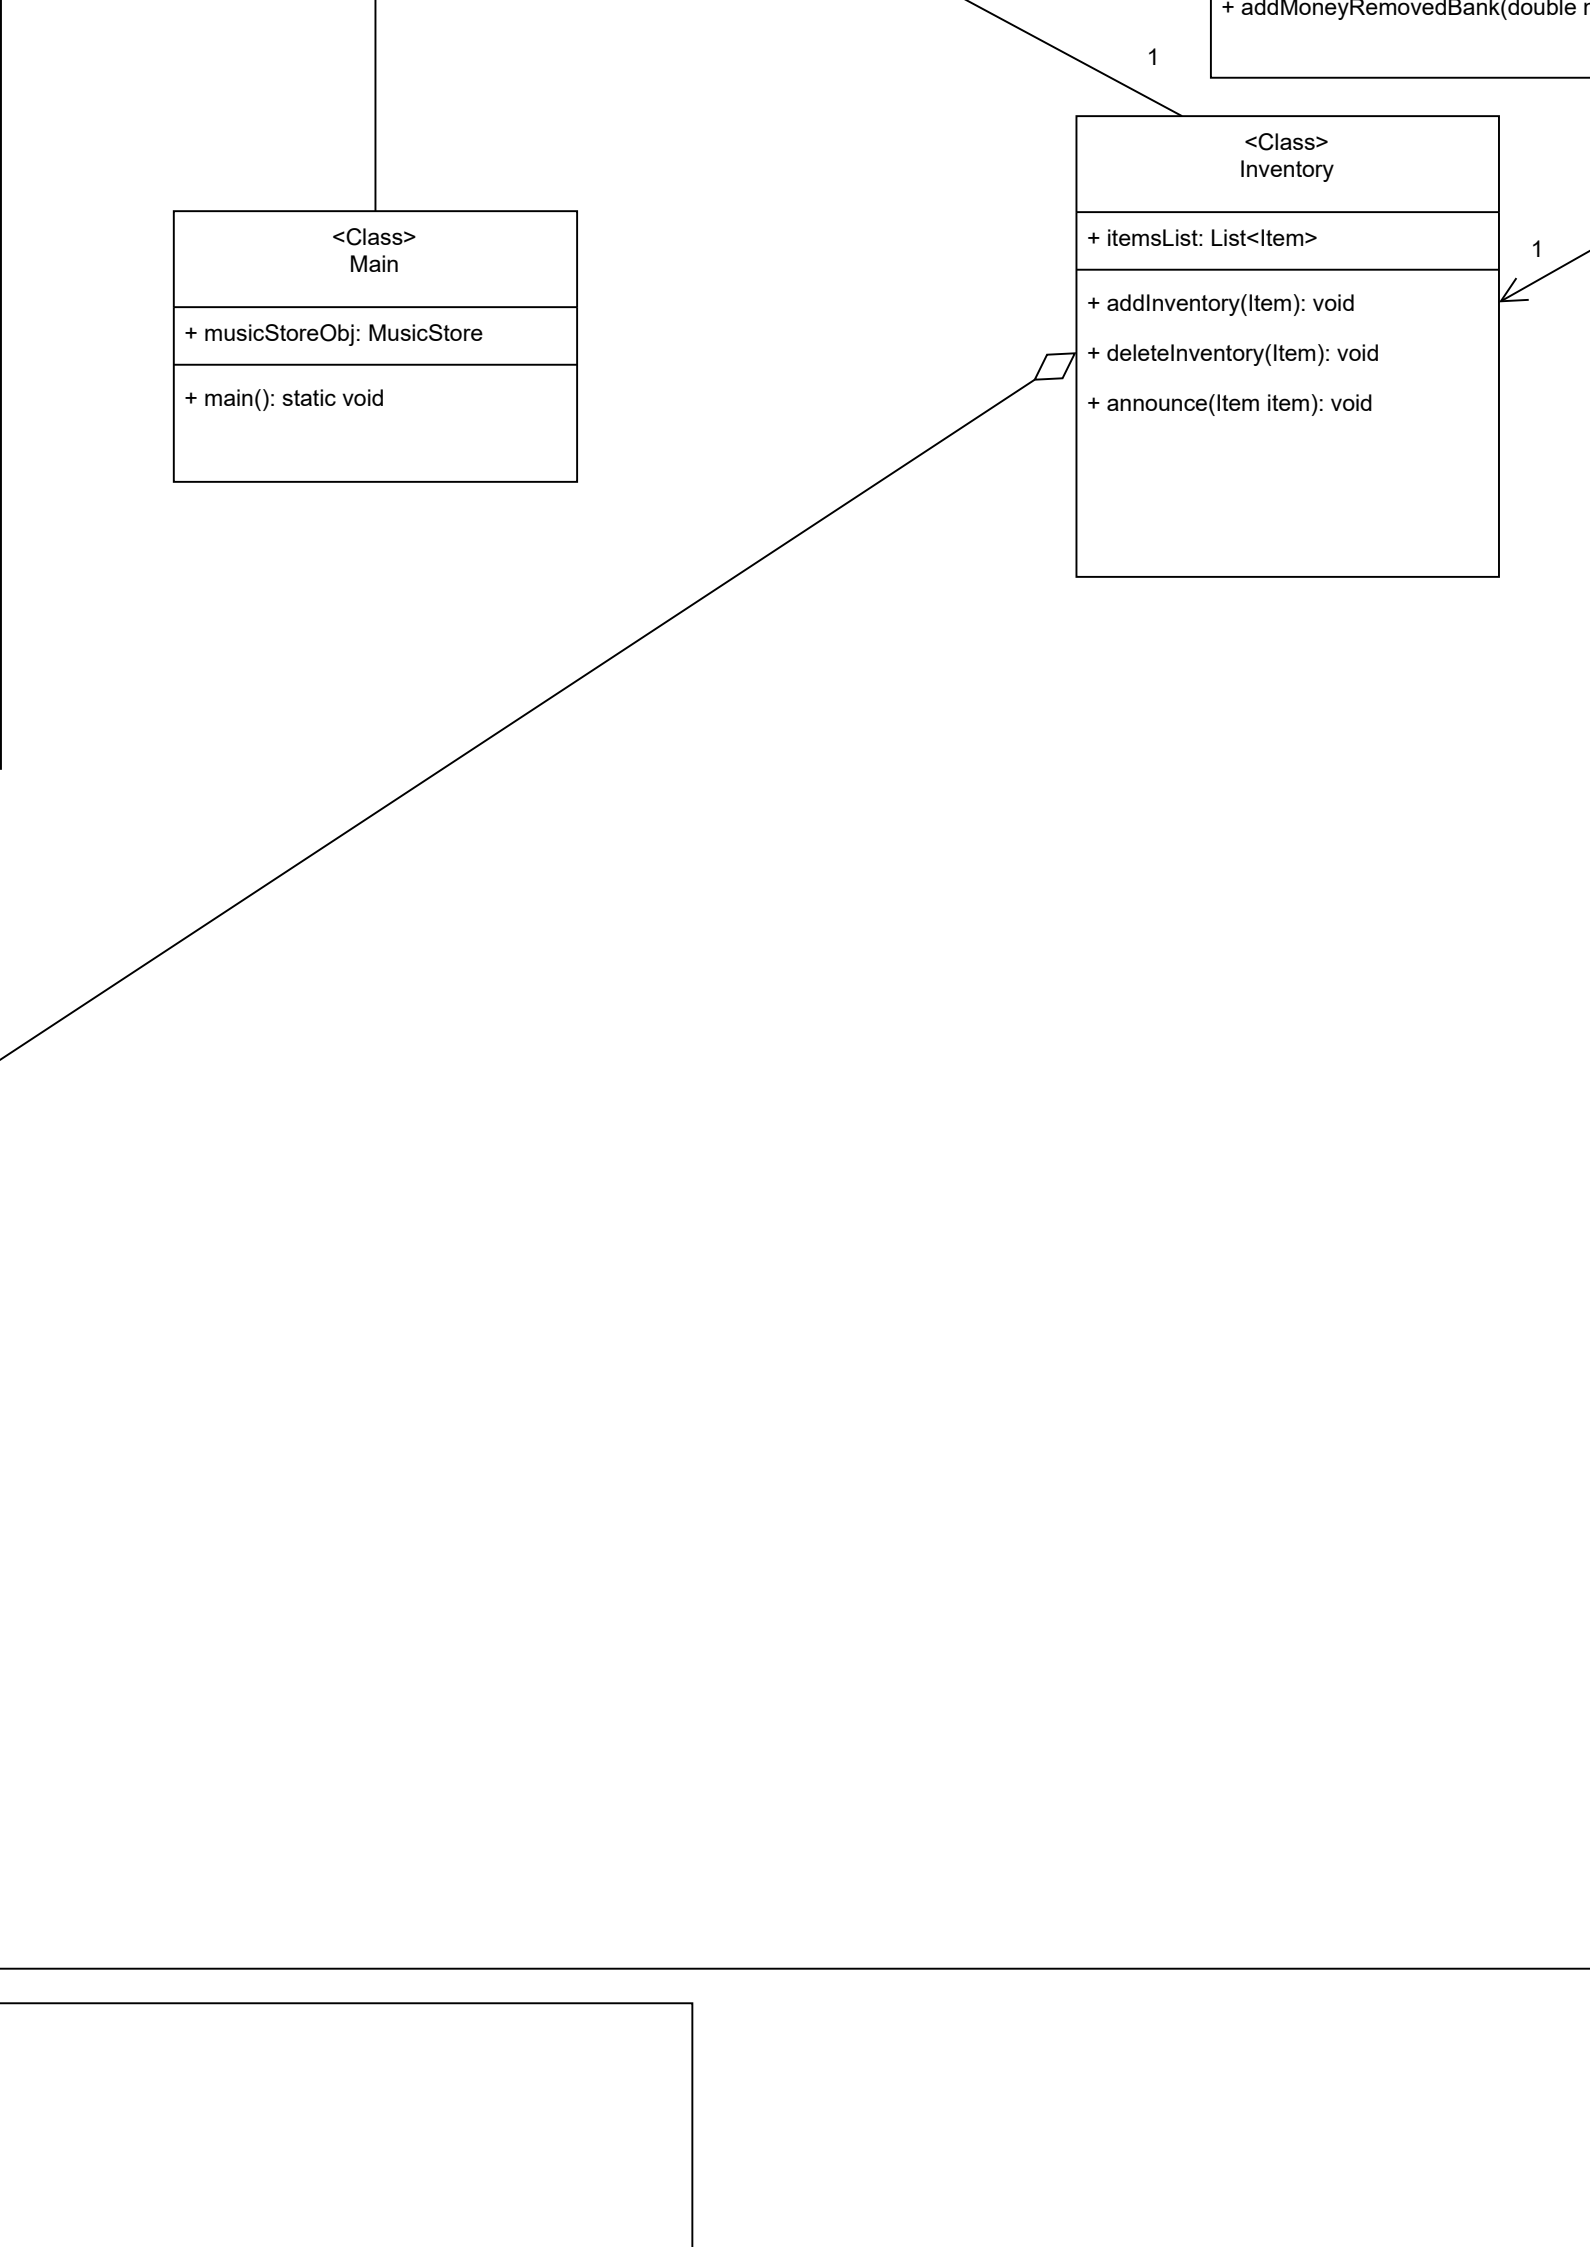 + addMoneyRemovedBank(double
1
<Class>
Inventory
+ itemsList: List<Item>
1
+ addInventory(Item): void
+ deleteInventory(Item): void
+ announce(Item item): void
<Class>
Main
+ musicStoreObj: MusicStore
+ main(): static void